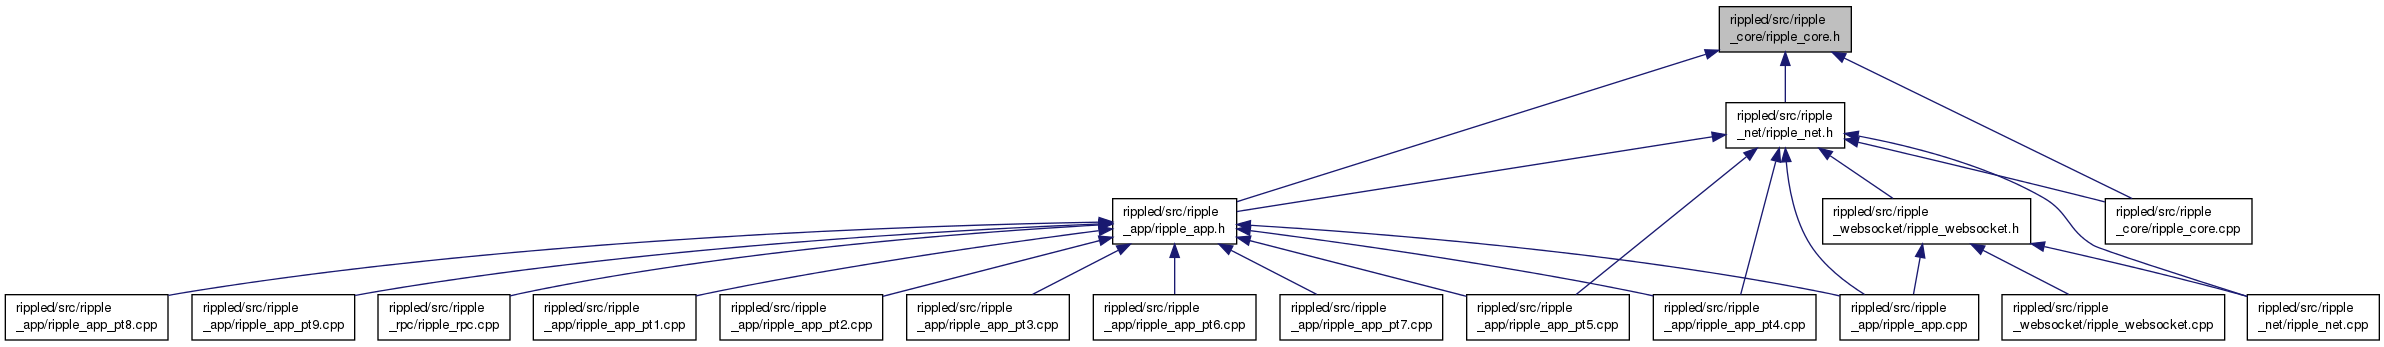 rippled/src/ripple
_core/ripple_core.h
rippled/src/ripple
_net/ripple_net.h
rippled/src/ripple
_app/ripple_app.h
rippled/src/ripple
_websocket/ripple_websocket.h
rippled/src/ripple
_core/ripple_core.cpp
rippled/src/ripple
_app/ripple_app_pt8.cpp
rippled/src/ripple
_app/ripple_app_pt9.cpp
rippled/src/ripple
_rpc/ripple_rpc.cpp
rippled/src/ripple
_app/ripple_app_pt1.cpp
rippled/src/ripple
_app/ripple_app_pt2.cpp
rippled/src/ripple
_app/ripple_app_pt3.cpp
rippled/src/ripple
_app/ripple_app_pt6.cpp
rippled/src/ripple
_app/ripple_app_pt7.cpp
rippled/src/ripple
_app/ripple_app_pt5.cpp
rippled/src/ripple
_app/ripple_app_pt4.cpp
rippled/src/ripple
_app/ripple_app.cpp
rippled/src/ripple
_websocket/ripple_websocket.cpp
rippled/src/ripple
_net/ripple_net.cpp